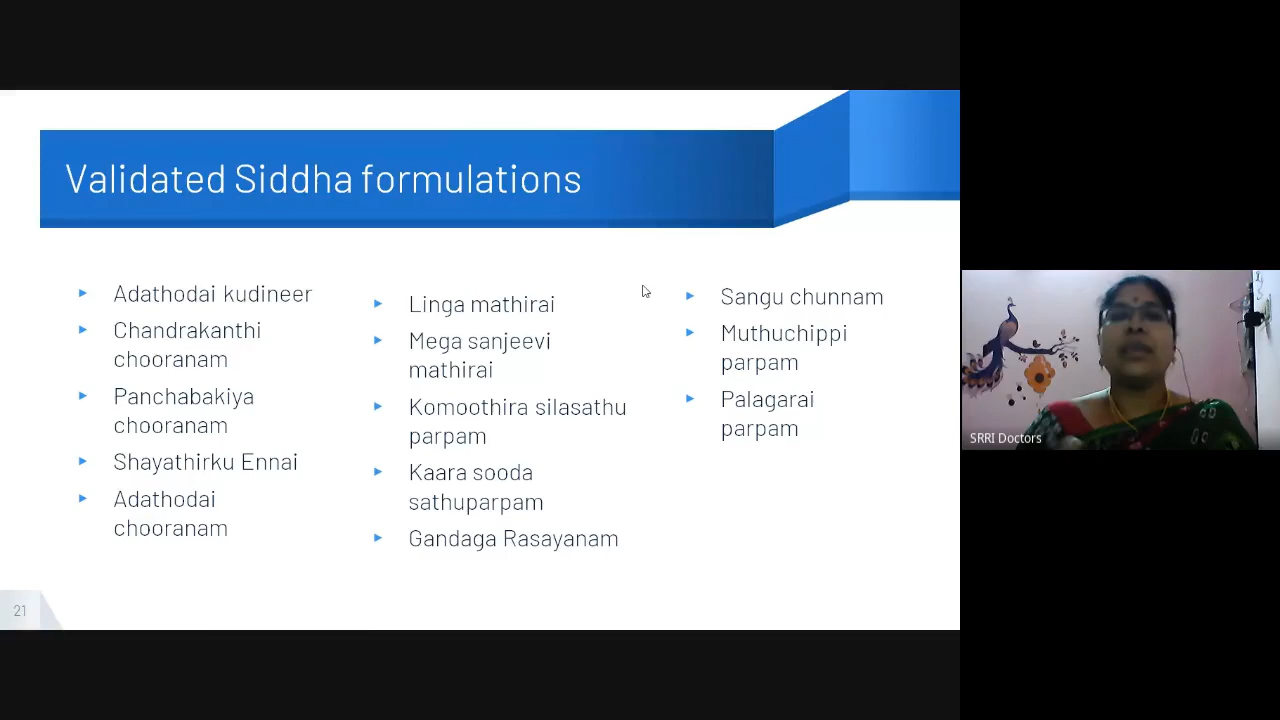 Validated Siddha formulations
Adathodai kudineer
Chandrakanthi
chooranam
Panchabakiya
chooranam
Shayathirku Ennai
Adathodai
chooranam
Linga mathirai
Mega sanjeevi
mathirai
Komoothira silasathu
parpam
Kaara sooda
sathuparpam
Gandaga Rasayanam
Sangu chunnam
Muthuchippi
parpam
Palagarai
parpam
21
SRRI Doctors